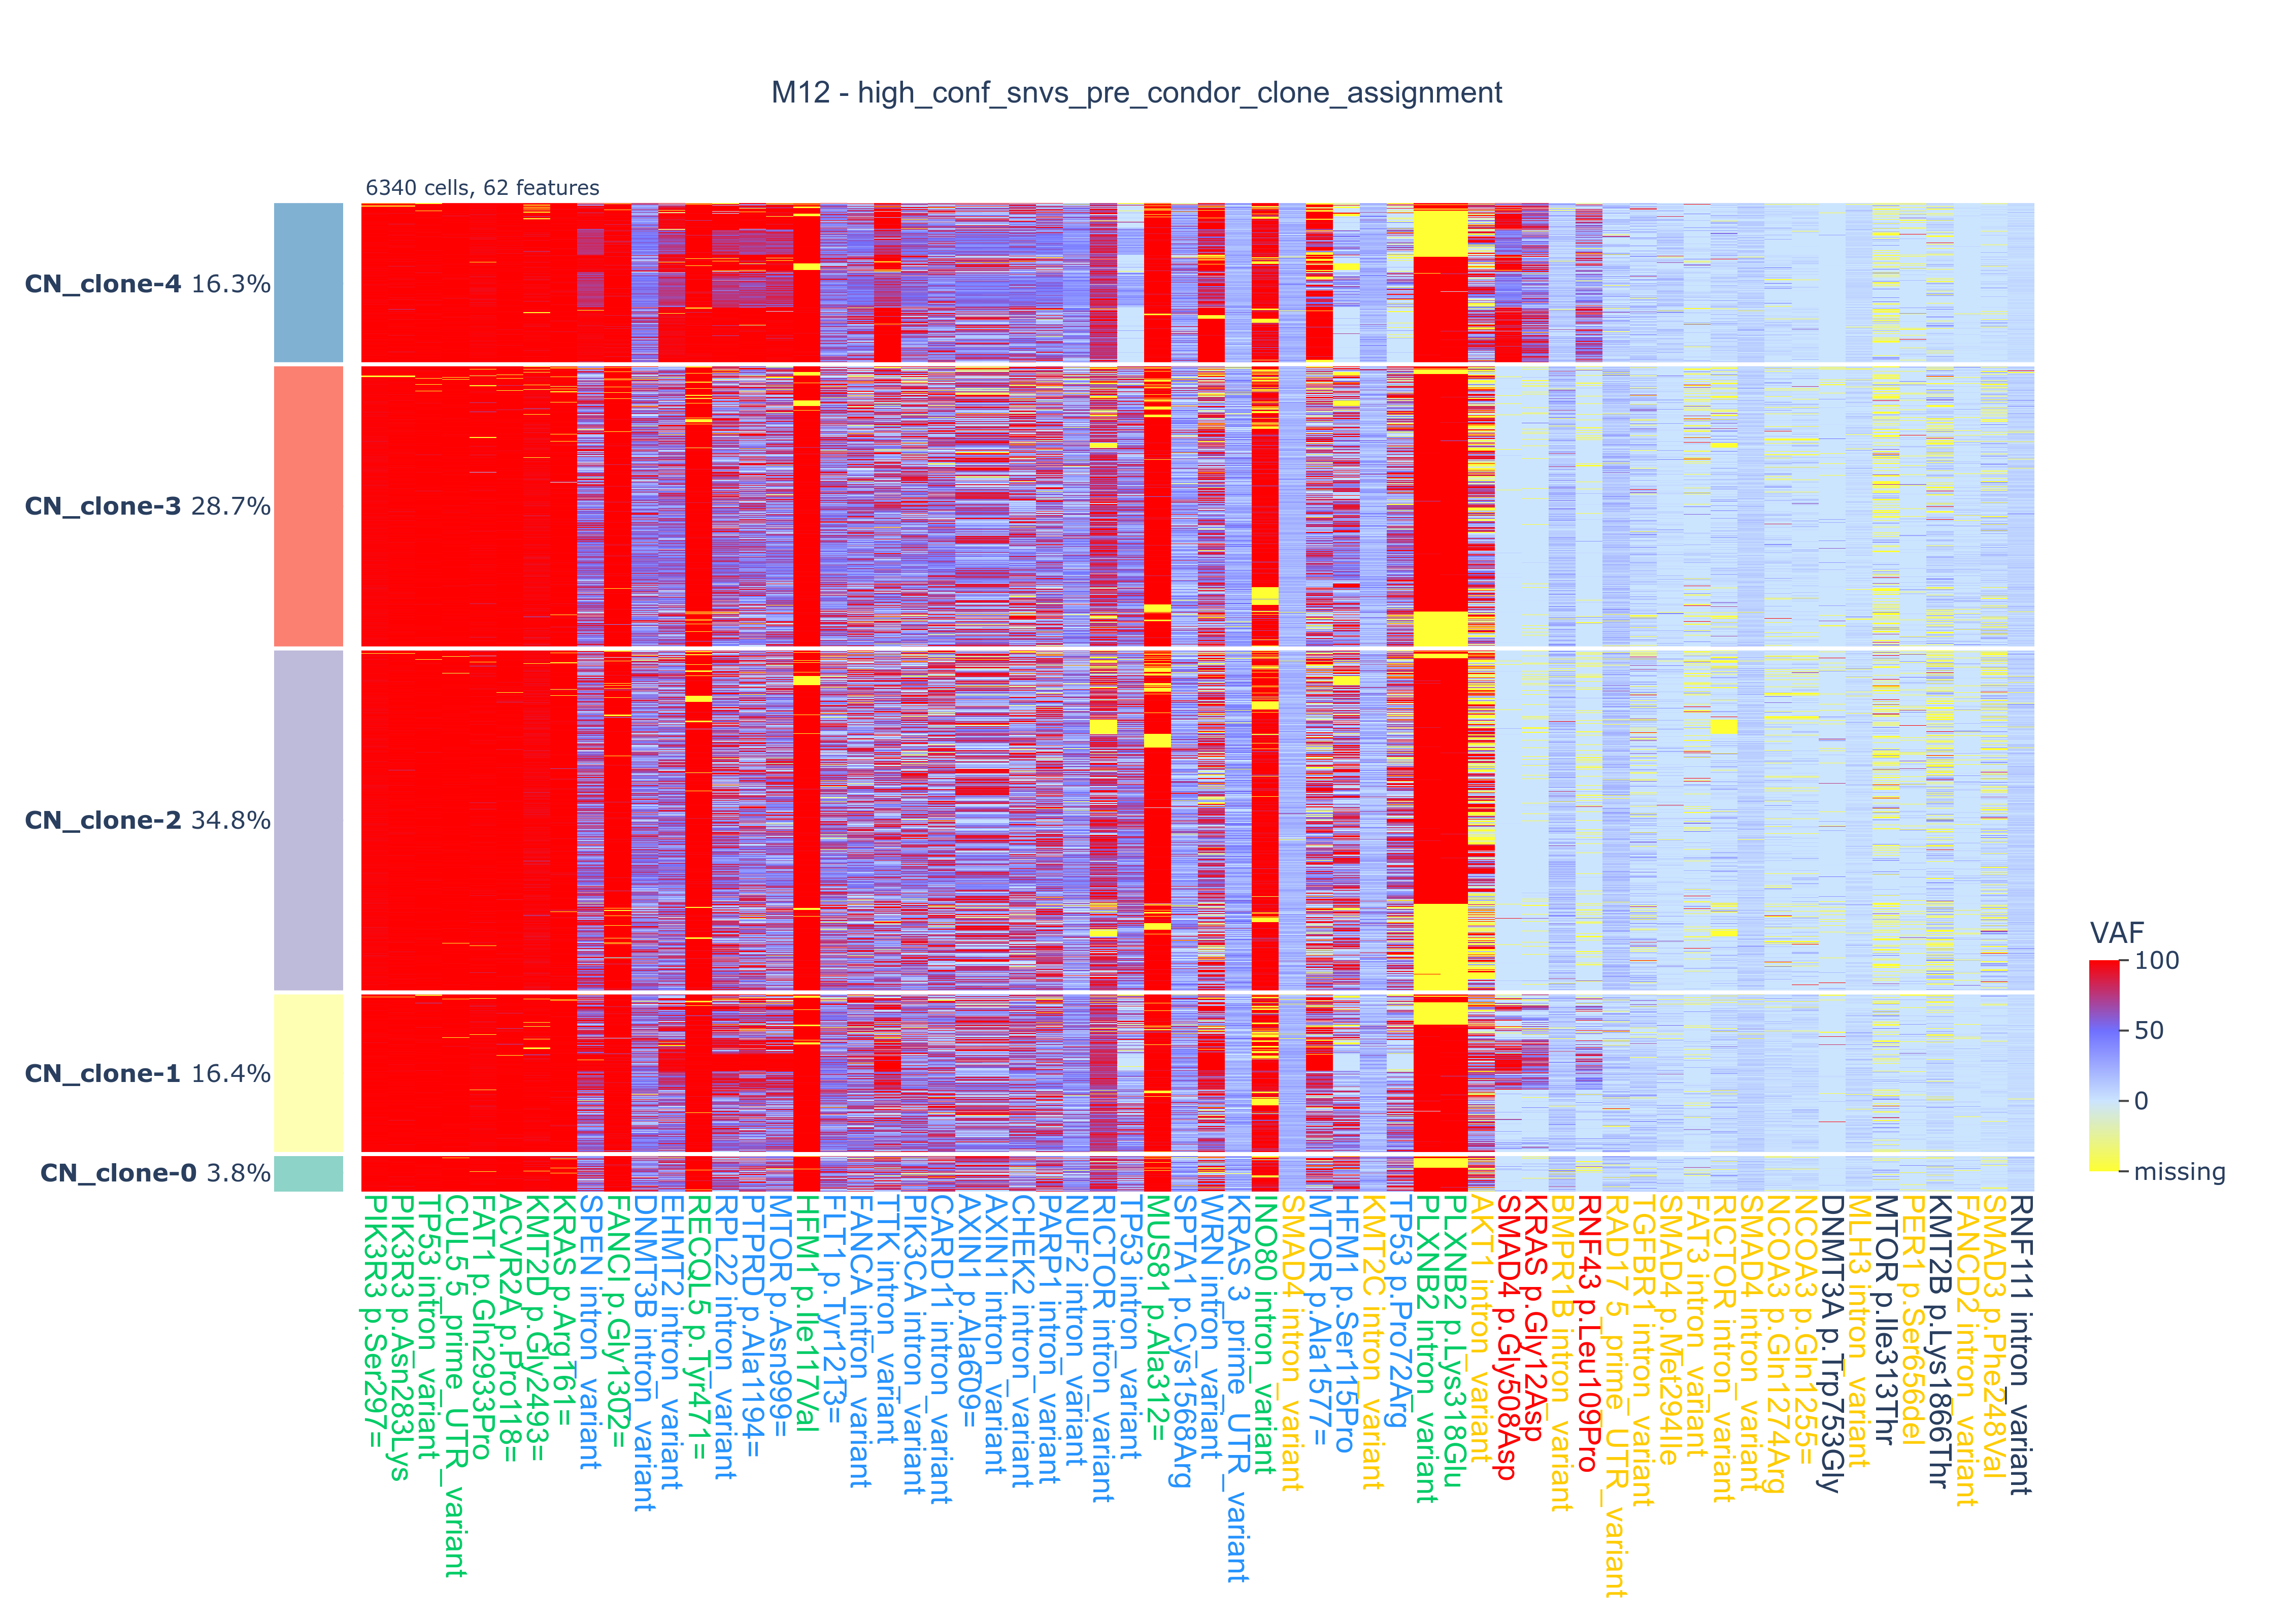 M12 - high_conf_snvs_pre_condor_clone_assignment
6340 cells, 62 features
CN_clone-4 16.3%
CN_clone-3 28.7%
CN_clone-2 34.8%
CN_clone-1 16.4%
CN_clone-0 3.8%
VAF
100
50
0
missing
PIK3R3 p.Ser297=
PIK3R3 p.Asn283Lys
TP53 intron_variant
CUL5 5_prime_UTR_variant
FAT1 p.Gln2933Pro
ACVR2A p.Pro118=
KMT2D p.Gly2493=
KRAS p.Arg161=
SPEN intron_variant
FANCI p.Gly1302=
DNMT3B intron_variant
EHMT2 intron_variant
RECQL5 p.Tyr471=
RPL22 intron_variant
PTPRD p.Ala1194=
MTOR p.Asn999=
HFM1 p.Ile117Val
FLT1 p.Tyr1213=
FANCA intron_variant
TTK intron_variant
PIK3CA intron_variant
CARD11 intron_variant
AXIN1 p.Ala609=
AXIN1 intron_variant
CHEK2 intron_variant
PARP1 intron_variant
NUF2 intron_variant
RICTOR intron_variant
TP53 intron_variant
MUS81 p.Ala312=
SPTA1 p.Cys1568Arg
WRN intron_variant
KRAS 3_prime_UTR_variant
INO80 intron_variant
SMAD4 intron_variant
MTOR p.Ala1577=
HFM1 p.Ser115Pro
KMT2C intron_variant
TP53 p.Pro72Arg
PLXNB2 intron_variant
PLXNB2 p.Lys318Glu
AKT1 intron_variant
SMAD4 p.Gly508Asp
KRAS p.Gly12Asp
BMPR1B intron_variant
RNF43 p.Leu109Pro
RAD17 5_prime_UTR_variant
TGFBR1 intron_variant
SMAD4 p.Met294Ile
FAT3 intron_variant
RICTOR intron_variant
SMAD4 intron_variant
NCOA3 p.Gln1274Arg
NCOA3 p.Gln1255=
DNMT3A p.Trp753Gly
MLH3 intron_variant
MTOR p.Ile313Thr
PER1 p.Ser656del
KMT2B p.Lys1866Thr
FANCD2 intron_variant
SMAD3 p.Phe248Val
RNF111 intron_variant